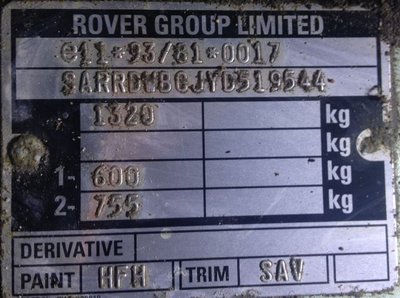 ROVER GROUP LIMITED
e11*93/81*0017
1320 kg
kg
1- 600 kg
2- 755 kg
DERIVATIVE
PAINT HFH TRIM SAV